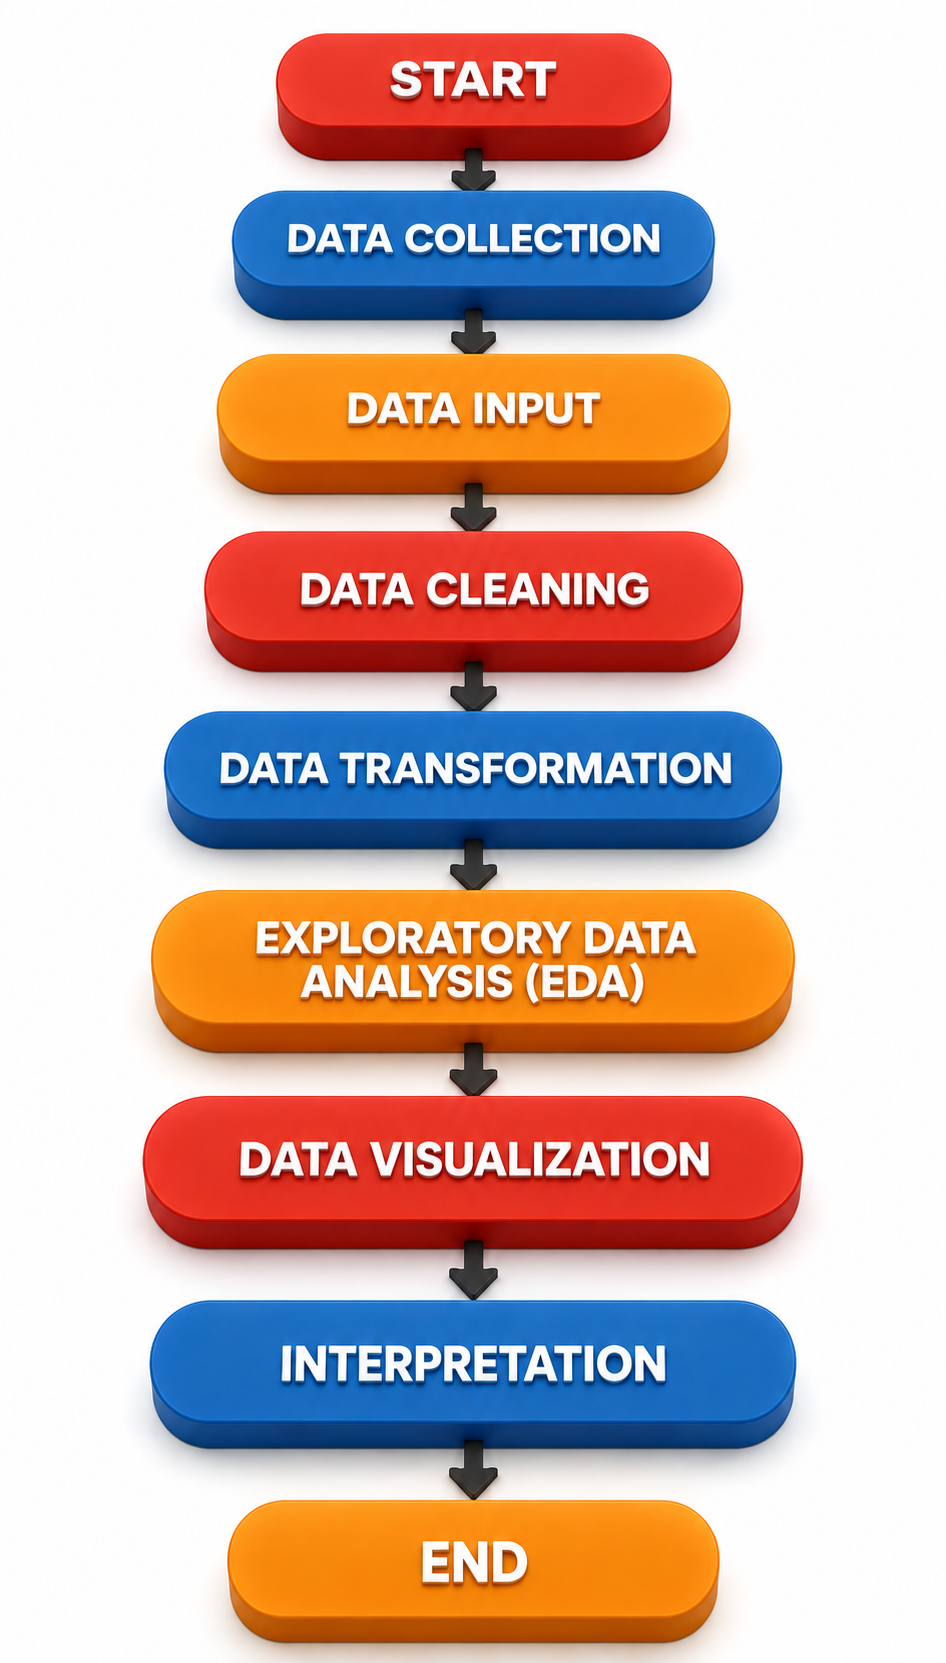 START
DATA COLLECTION
DATA INPUT
DATA CLEANING
DATA TRANSFORMATION
EXPLORATORY DATA
ANALYSIS (EDA)
DATA VISUALIZATION
INTERPRETATION
END